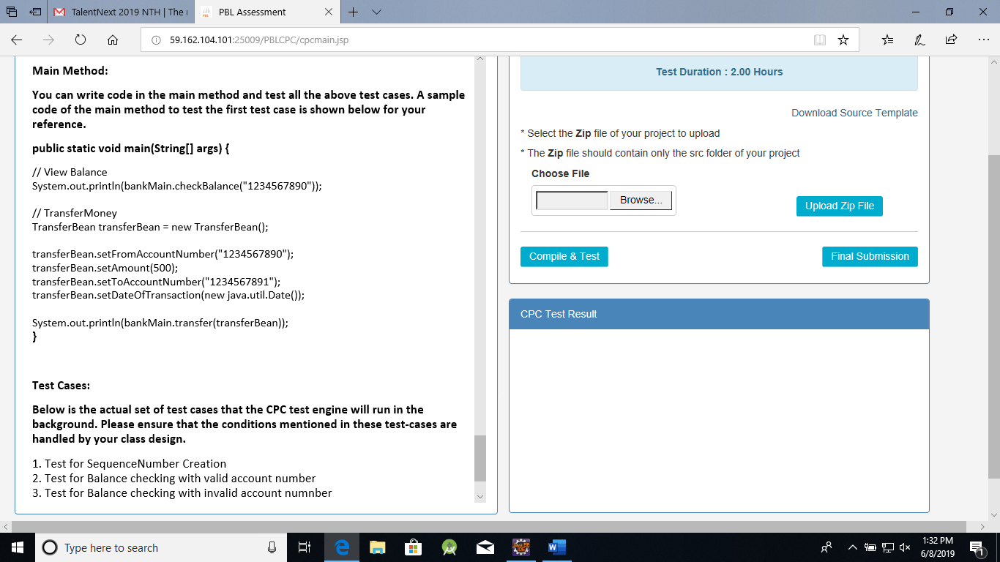 TalentNext 2019 NTH | The
PBL Assessment
59.162.104.101:25009/PBLCPC/cpcmain.jsp
Main Method:
You can write code in the main method and test all the above test cases. A sample
code of the main method to test the first test case is shown below for your
reference.
public static void main(String[] args) {
// View Balance
System.out.println(bankMain.checkBalance("1234567890"));
// TransferMoney
TransferBean transferBean = new TransferBean();
transferBean.setFromAccountNumber("1234567890");
transferBean.setAmount(500);
transferBean.setToAccountNumber("1234567891");
transferBean.setDateOfTransaction(new java.util.Date());
System.out.println(bankMain.transfer(transferBean));
}
Test Cases:
Below is the actual set of test cases that the CPC test engine will run in the
background. Please ensure that the conditions mentioned in these test-cases are
handled by your class design.
1. Test for SequenceNumber Creation
2. Test for Balance checking with valid account number
3. Test for Balance checking with invalid account numnber
Test Duration : 2.00 Hours
Download Source Template
* Select the Zip file of your project to upload
* The Zip file should contain only the src folder of your project
Choose File
Browse...
Upload Zip File
Compile & Test
Final Submission
CPC Test Result
Type here to search
1:32 PM
6/8/2019
1